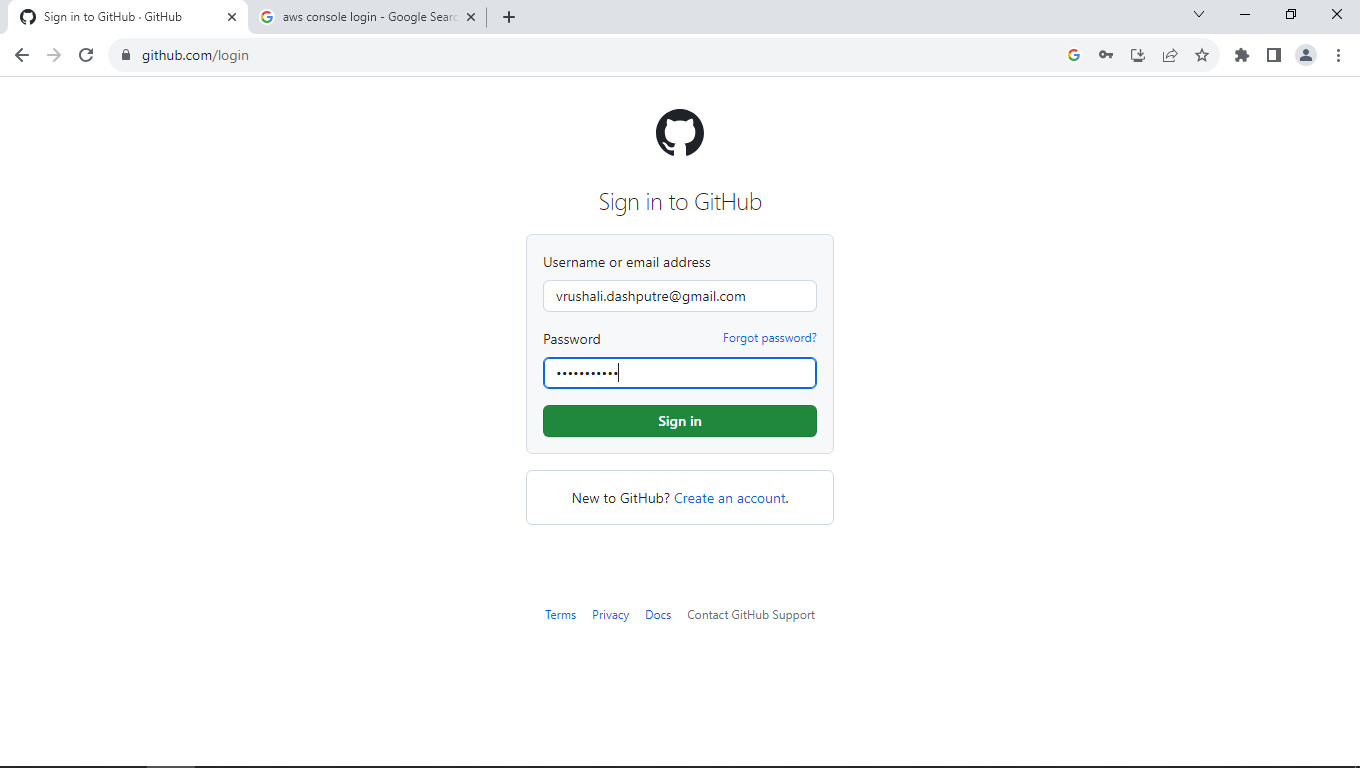 Sign in to GitHub · GitHub
aws console login - Google Searc
github.com/login
Sign in to GitHub
Username or email address
vrushali.dashputre@gmail.com
Password Forgot password?
•••••••••••
Sign in
New to GitHub? Create an account.
Terms Privacy Docs Contact GitHub Support